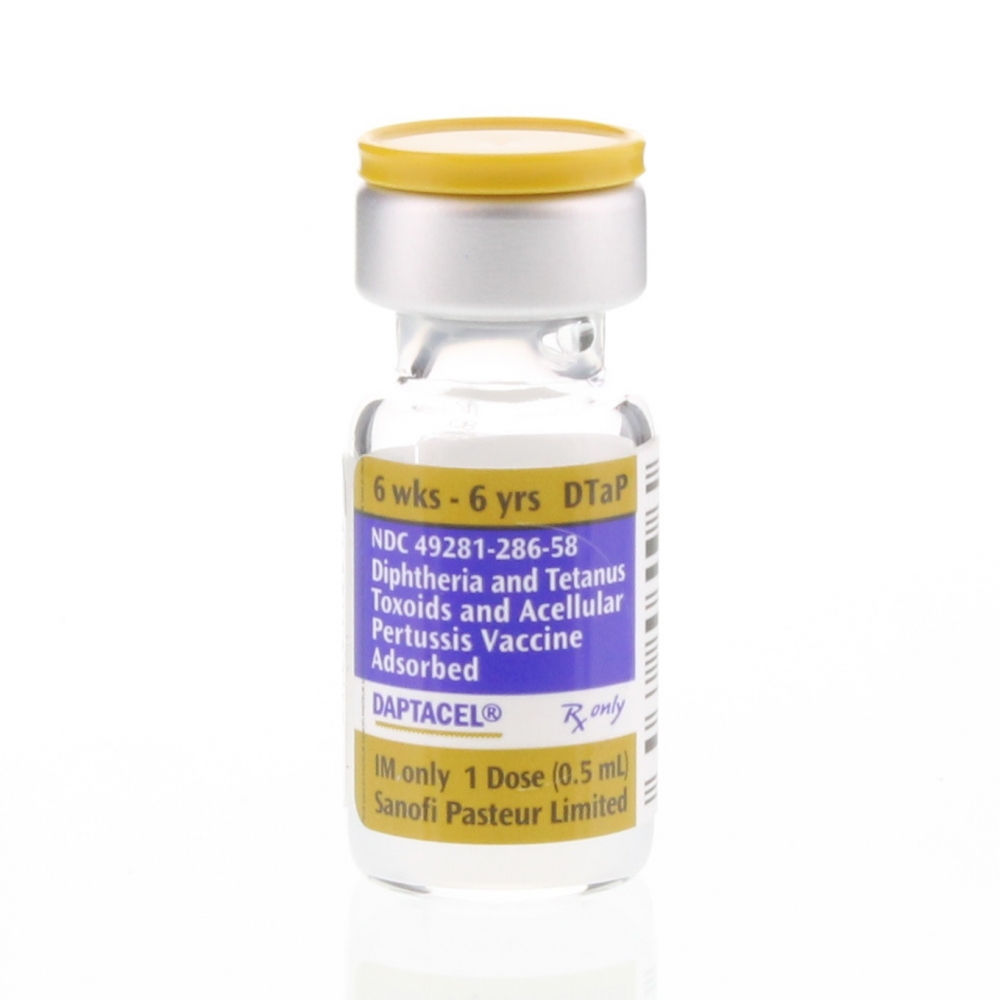 6 wks - 6 yrs DTaP
NDC 49281-286-58
Diphtheria and Tetanus
Toxoids and Acellular
Pertussis Vaccine
Adsorbed
DAPTACEL® Rx only
IM only 1 Dose (0.5 mL)
Sanofi Pasteur Limited